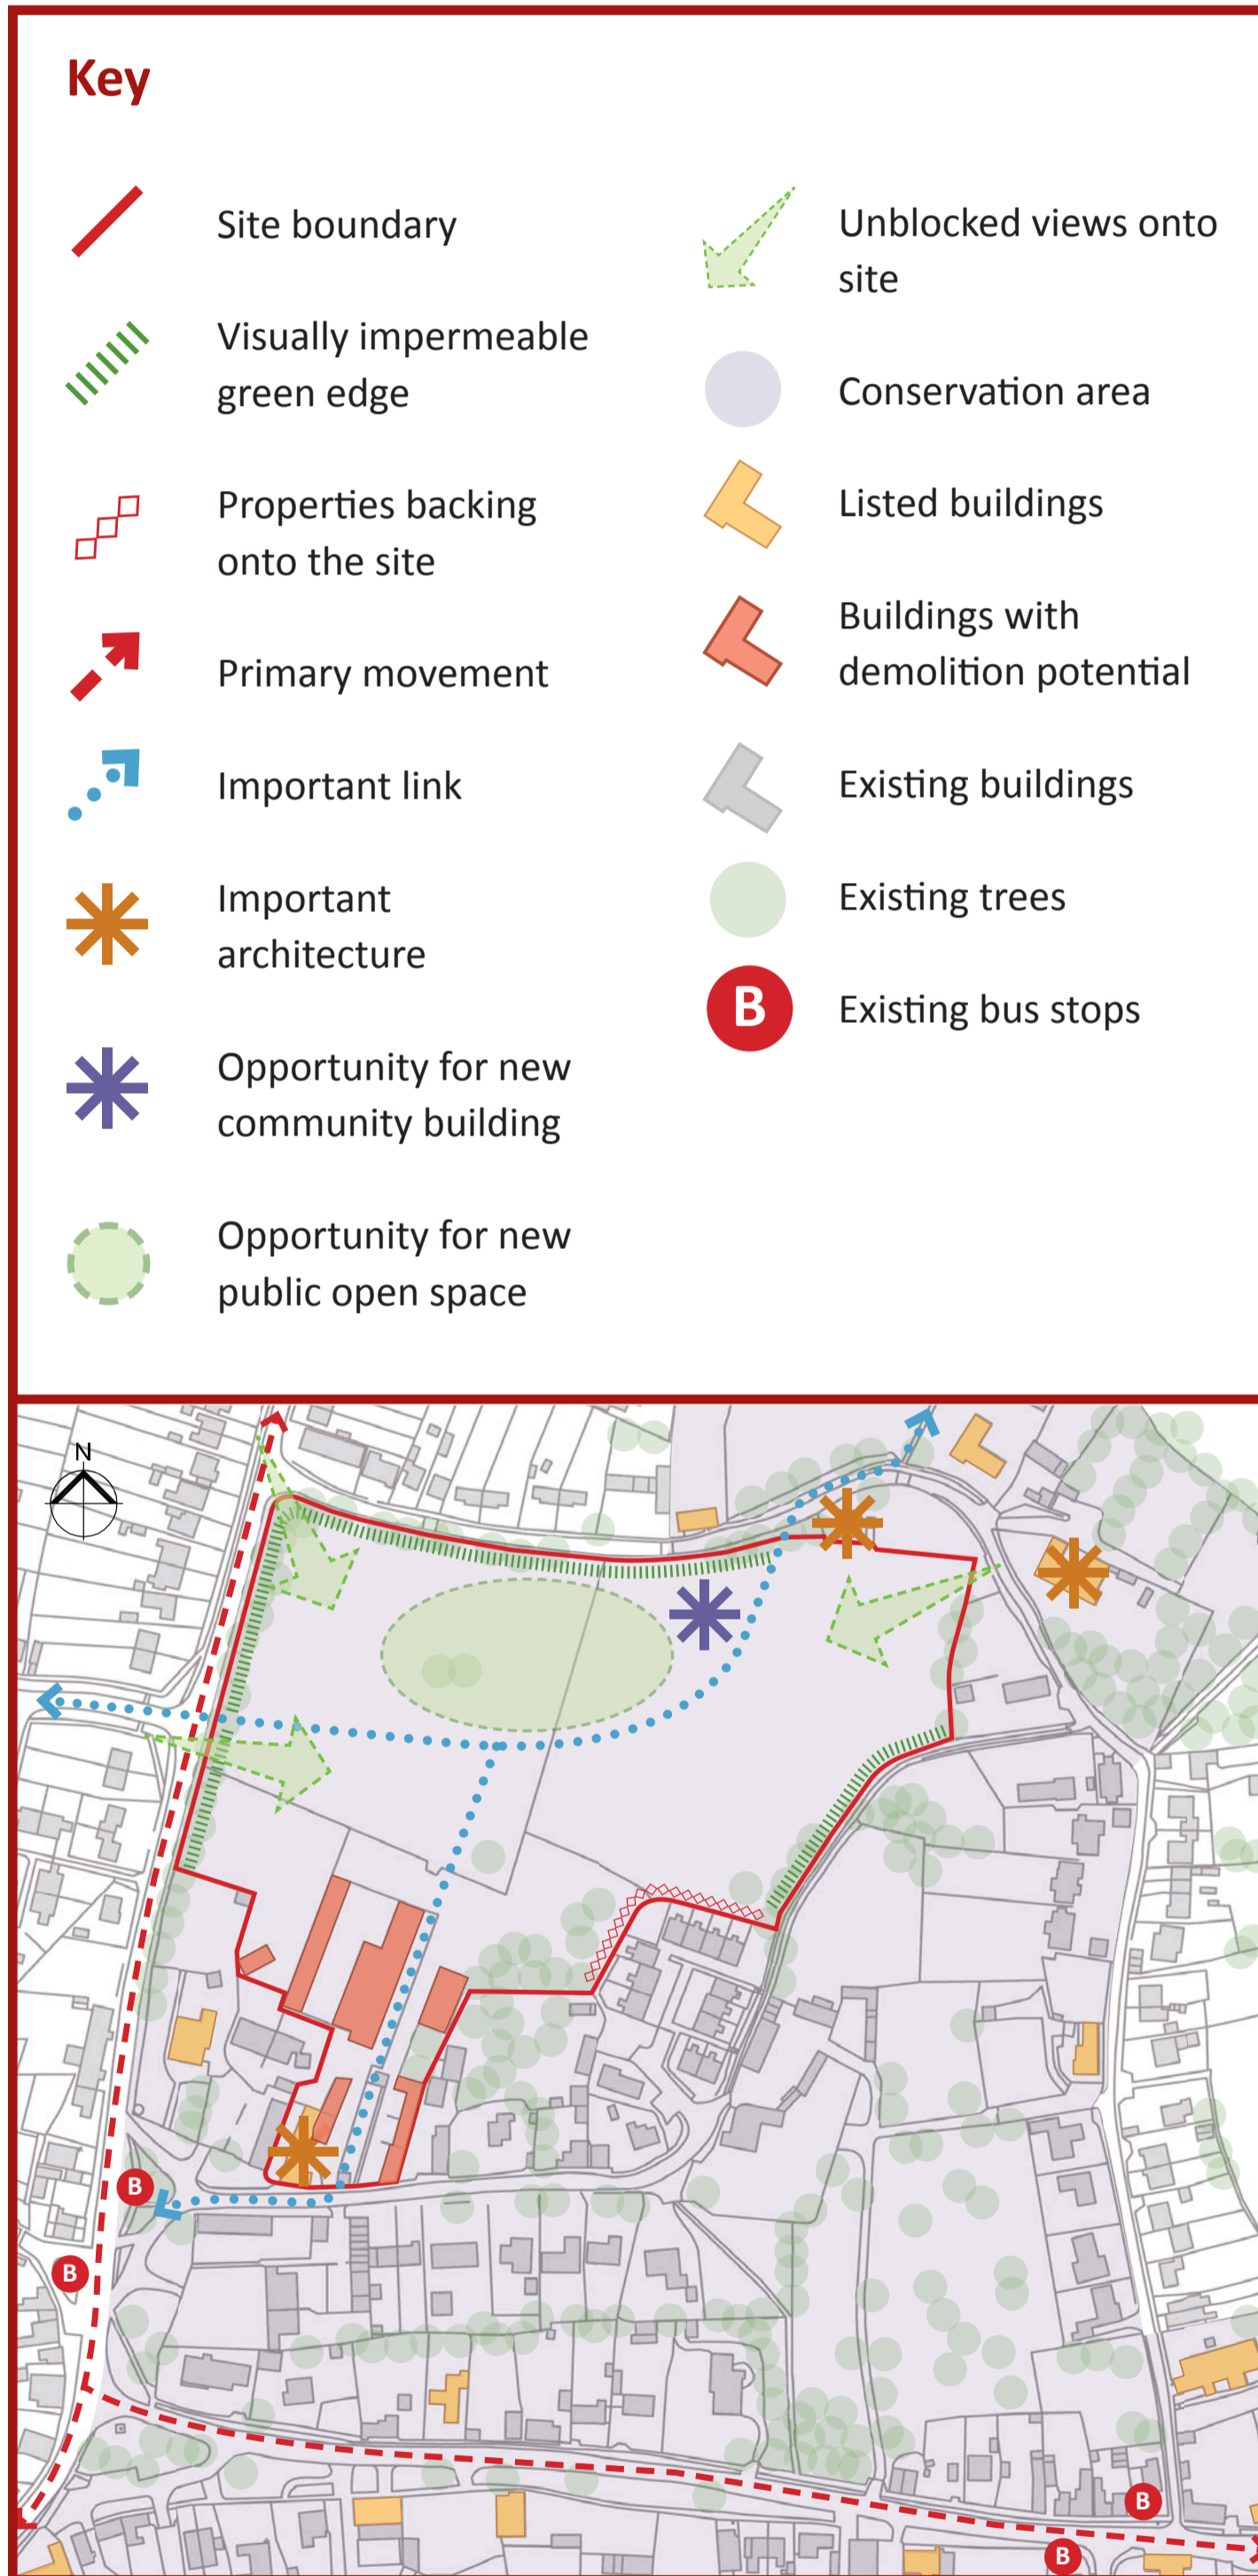 Key
Site boundary
Visually impermeable
green edge
Properties backing
onto the site
Primary movement
Important link
Important
architecture
Opportunity for new
community building
Opportunity for new
public open space
Unblocked views onto
site
Conservation area
Listed buildings
Buildings with
demolition potential
Existing buildings
Existing trees
B
Existing bus stops
N
B
B
B
B